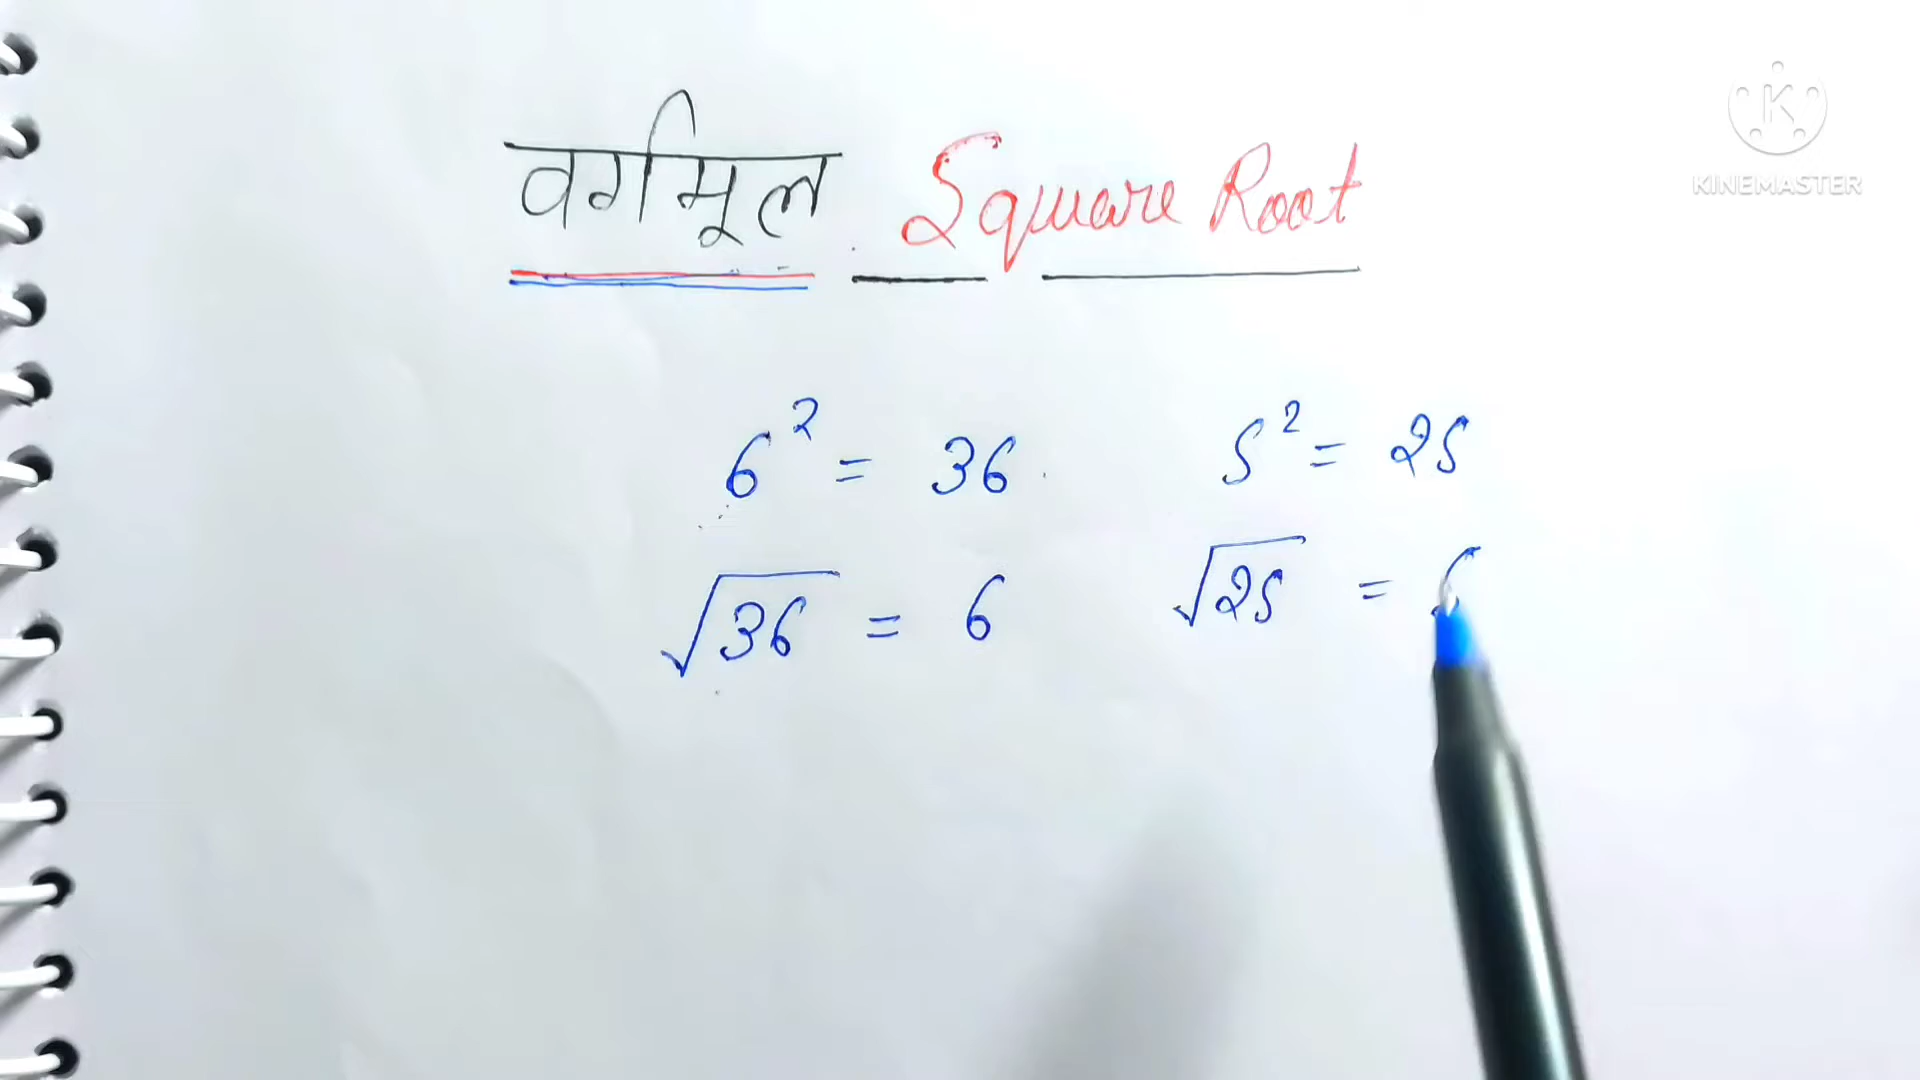 वर्गमूल Square Root
KINEMASTER
6² = 36 5² = 25
√36 = 6 √25 =